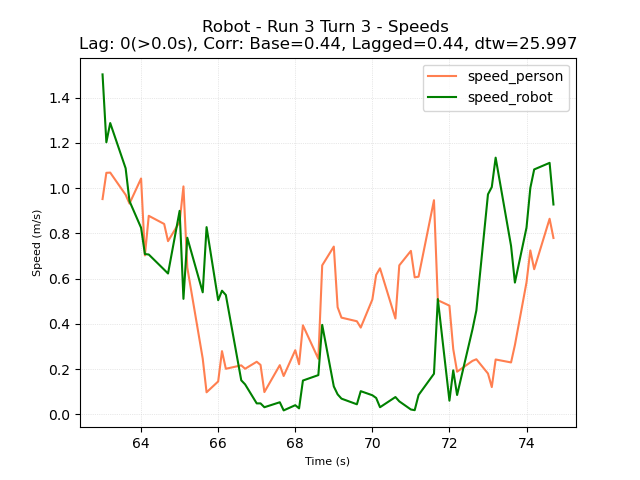 Robot - Run 3 Turn 3 - Speeds
Lag: 0(>0.0s), Corr: Base=0.44, Lagged=0.44, dtw=25.997
speed_person
speed_robot
1.4
1.2
1.0
0.8
0.6
0.4
0.2
0.0
Speed (m/s)
64 66 68 70 72 74
Time (s)